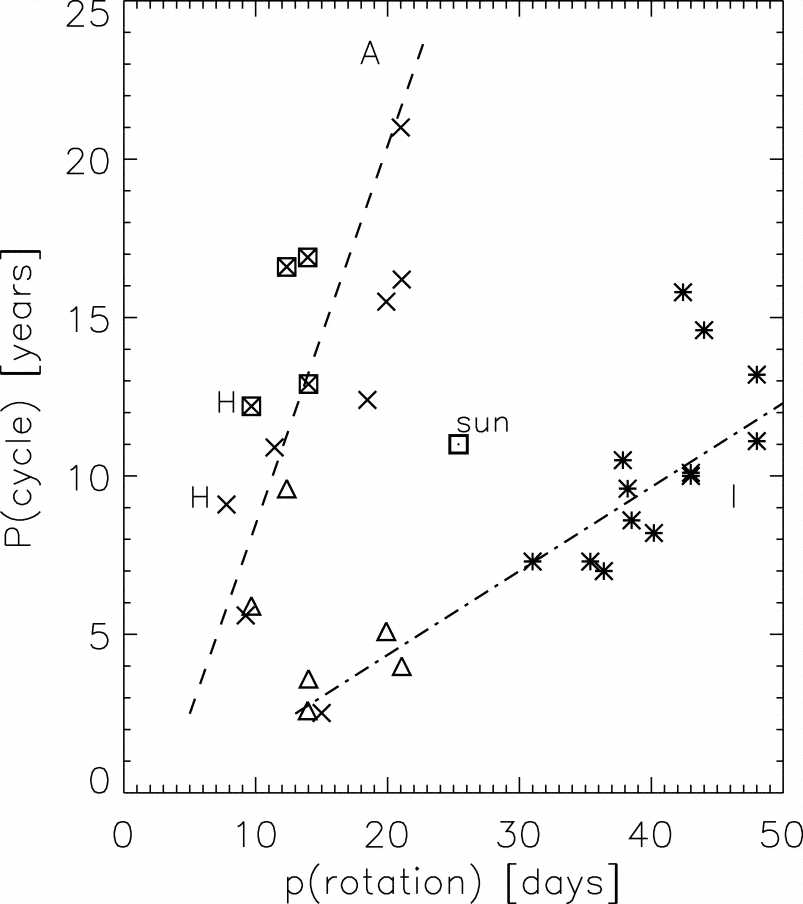 25
A
20
P(cycle) [years]
15
H
sun
10
H
I
5
0
0 10 20 30 40 50
p(rotation) [days]